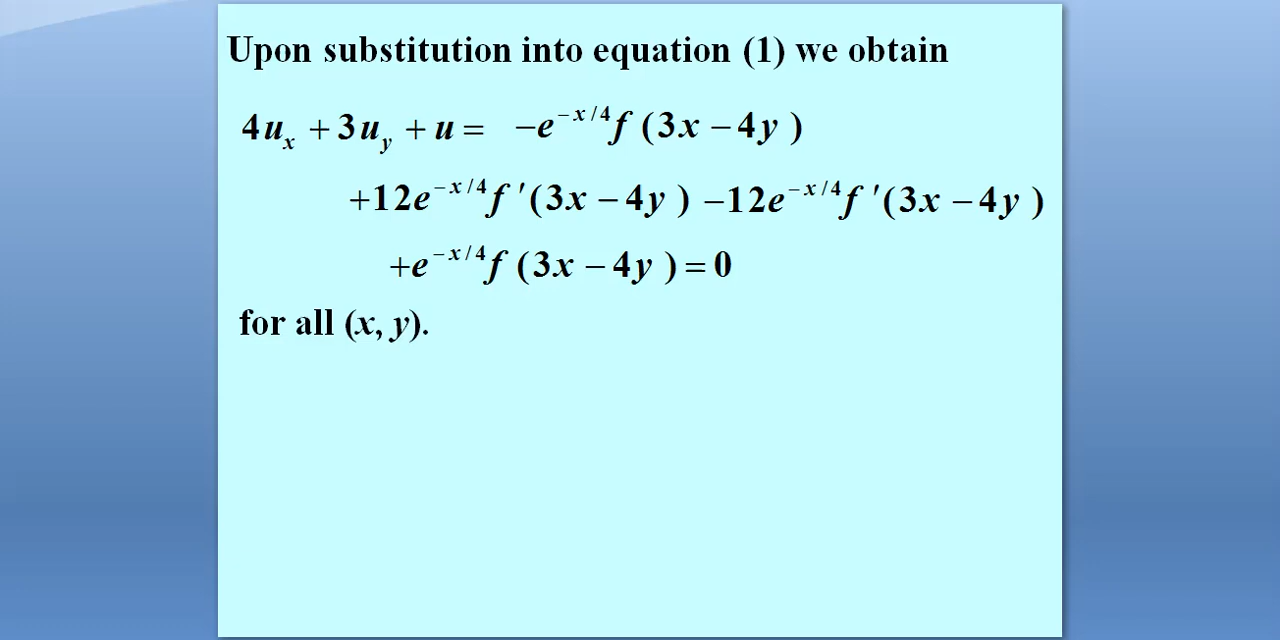 Upon substitution into equation (1) we obtain
4uₓ + 3u_y + u = −e^{−x/4} f (3x − 4y )
+12e^{−x/4} f ′(3x − 4y ) −12e^{−x/4} f ′(3x − 4y )
+e^{−x/4} f (3x − 4y ) = 0
for all (x, y).